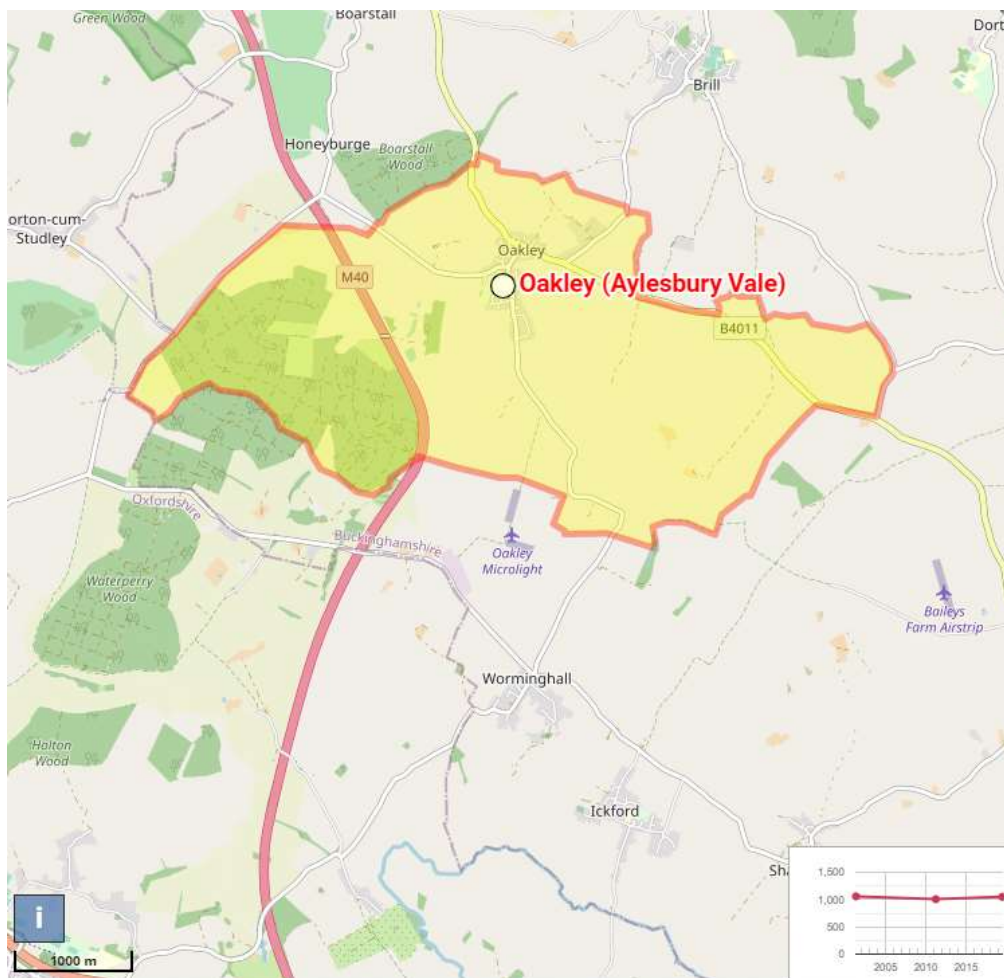 Green Wood
Boarstall
Dort
Brill
Honeyburge
Boarstall
Wood
orton-cum-
Studley
Oakley
M40
Oakley (Aylesbury Vale)
B4011
Oxfordshire
Buckinghamshire
Oakley
Microlight
Waterperry
Wood
Baileys
Farm Airstrip
Worminghall
Holton
Wood
Ickford
Sha
1,500
1,000
500
0
2005
2010
2015
i
1000 m